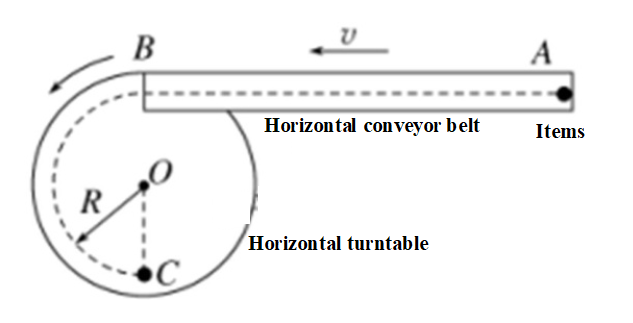 B
v
A
Horizontal conveyor belt
Items
O
R
Horizontal turntable
C